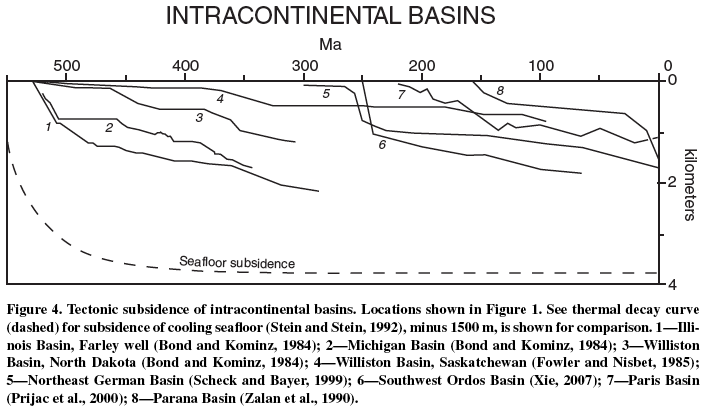 INTRACONTINENTAL BASINS
Ma
500 400 300 200 100 0
0
1
2
3
4
5
6
7
8
kilometers
2
Seafloor subsidence
4
Figure 4. Tectonic subsidence of intracontinental basins. Locations shown in Figure 1. See thermal decay curve
(dashed) for subsidence of cooling seafloor (Stein and Stein, 1992), minus 1500 m, is shown for comparison. 1—Illi-
nois Basin, Farley well (Bond and Kominz, 1984); 2—Michigan Basin (Bond and Kominz, 1984); 3—Williston
Basin, North Dakota (Bond and Kominz, 1984); 4—Williston Basin, Saskatchewan (Fowler and Nisbet, 1985);
5—Northeast German Basin (Scheck and Bayer, 1999); 6—Southwest Ordos Basin (Xie, 2007); 7—Paris Basin
(Prijac et al., 2000); 8—Parana Basin (Zalan et al., 1990).